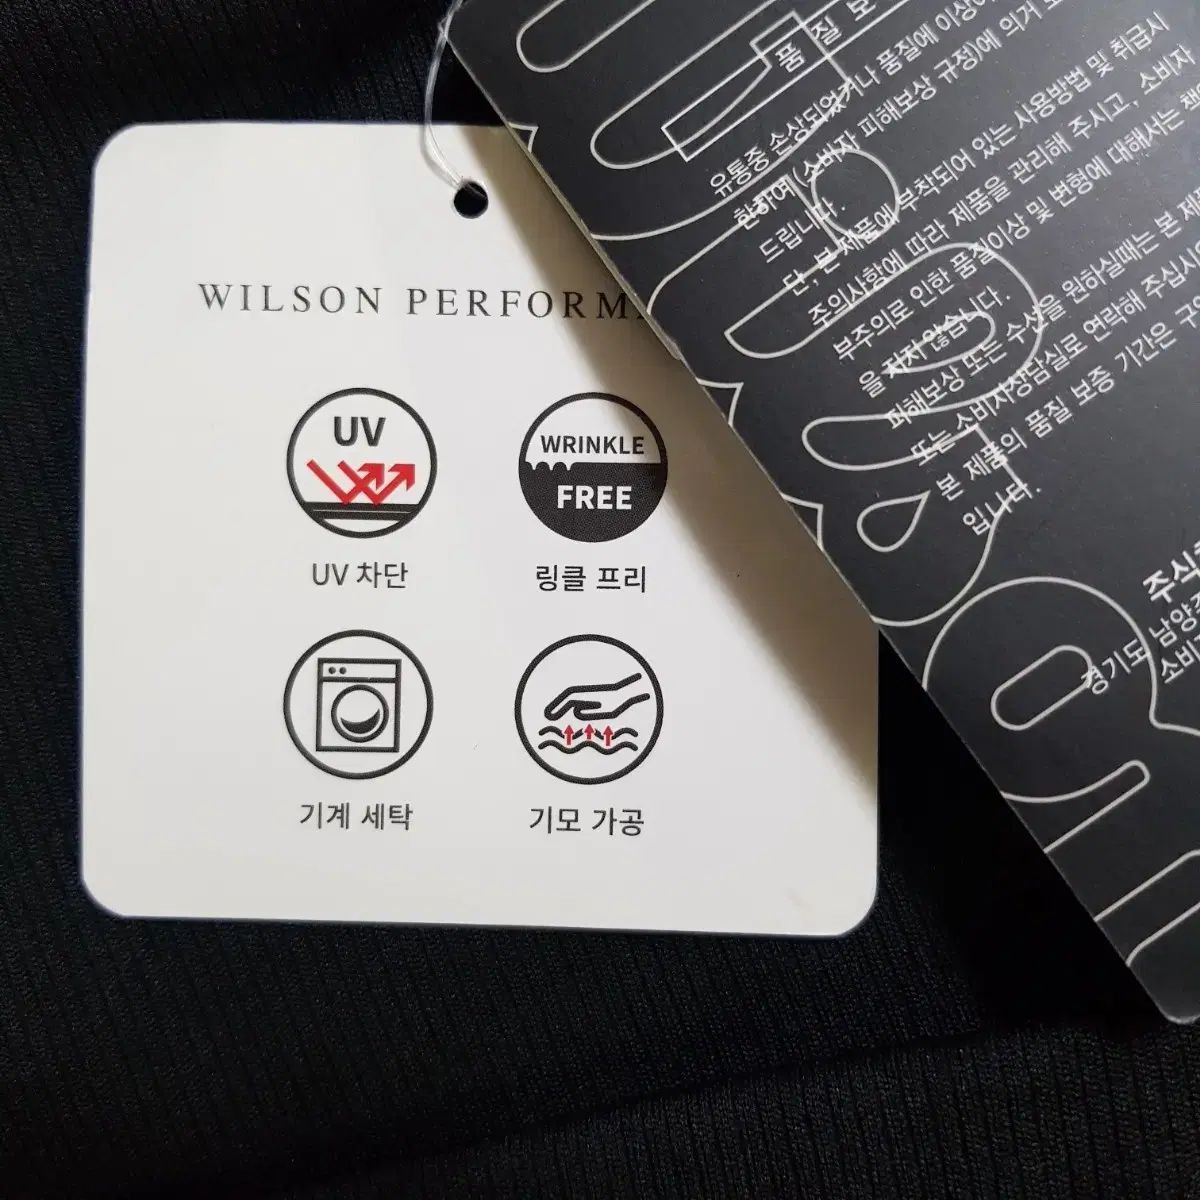 WILSON PERFORM
UV
UV 차단
WRINKLE
FREE
링클 프리
기계 세탁
기모 가공
품 질 보
유통중 손상되었거나 품질에 이상이
한하여 (소비자 피해보상 규정)에 의거
드립니다.
단, 본 제품에 부착되어 있는 사용방법 및 취급시
주의사항에 따라 제품을 관리해 주시고, 소비자
부주의로 인한 품질이상 및 변형에 대해서는 책
을 지지 않습니다.
피해보상 또는 수선을 원하실때는 본 제
또는 소비자상담실로 연락해 주십시
본 제품의 품질 보증 기간은 구
입니다.
주식
경기도 남양주
소비